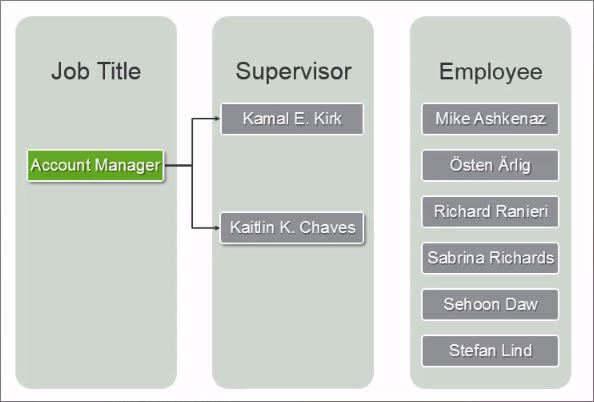 Job Title
Account Manager
Supervisor
Kamal E. Kirk
Kaitlin K. Chaves
Employee
Mike Ashkenaz
Östen Ärlig
Richard Ranieri
Sabrina Richards
Sehoon Daw
Stefan Lind